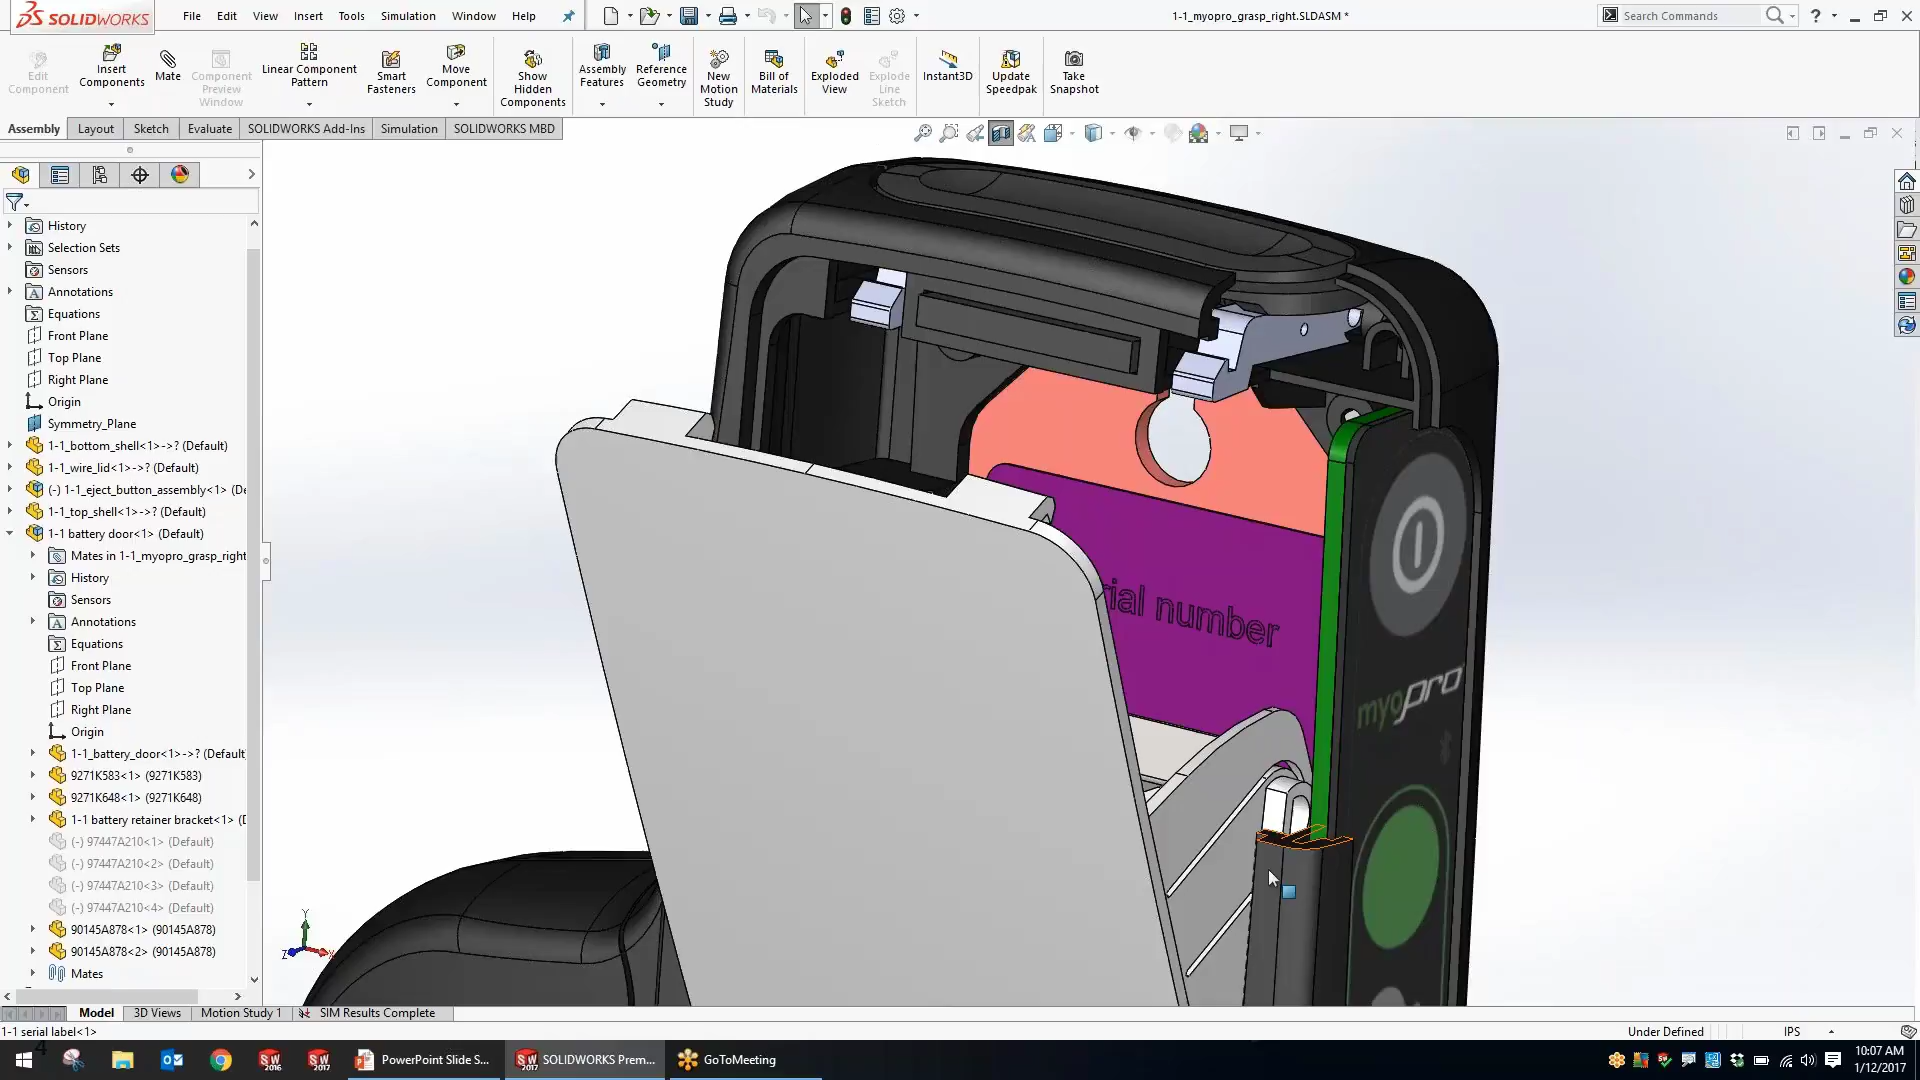 SOLIDWORKS
File Edit View Insert Tools Simulation Window Help
1-1_myopro_grasp_right.SLDASM *
Search Commands
Edit Component
Insert Components
Mate
Component Preview Window
Linear Component Pattern
Smart Fasteners
Move Component
Show Hidden Components
Assembly Features
Reference Geometry
New Motion Study
Bill of Materials
Exploded View
Explode Line Sketch
Instant3D
Update Speedpak
Take Snapshot
Assembly Layout Sketch Evaluate SOLIDWORKS Add-Ins Simulation SOLIDWORKS MBD
History
Selection Sets
Sensors
Annotations
Equations
Front Plane
Top Plane
Right Plane
Origin
Symmetry_Plane
1-1_bottom_shell<1>->? (Default)
1-1_wire_lid<1>->? (Default)
(-) 1-1_eject_button_assembly<1> (De
1-1_top_shell<1>->? (Default)
1-1 battery door<1> (Default)
Mates in 1-1_myopro_grasp_right
History
Sensors
Annotations
Equations
Front Plane
Top Plane
Right Plane
Origin
1-1_battery_door<1>->? (Default
9271K583<1> (9271K583)
9271K648<1> (9271K648)
1-1 battery retainer bracket<1> (D
(-) 97447A210<1> (Default)
(-) 97447A210<2> (Default)
(-) 97447A210<3> (Default)
(-) 97447A210<4> (Default)
90145A878<1> (90145A878)
90145A878<2> (90145A878)
Mates
rial number
myopro
Y
Z
X
Model 3D Views Motion Study 1 SIM Results Complete
1-1 serial label<1>
Under Defined IPS
4
2016
2017
PowerPoint Slide S...
SOLIDWORKS Prem...
GoToMeeting
10:07 AM
1/12/2017